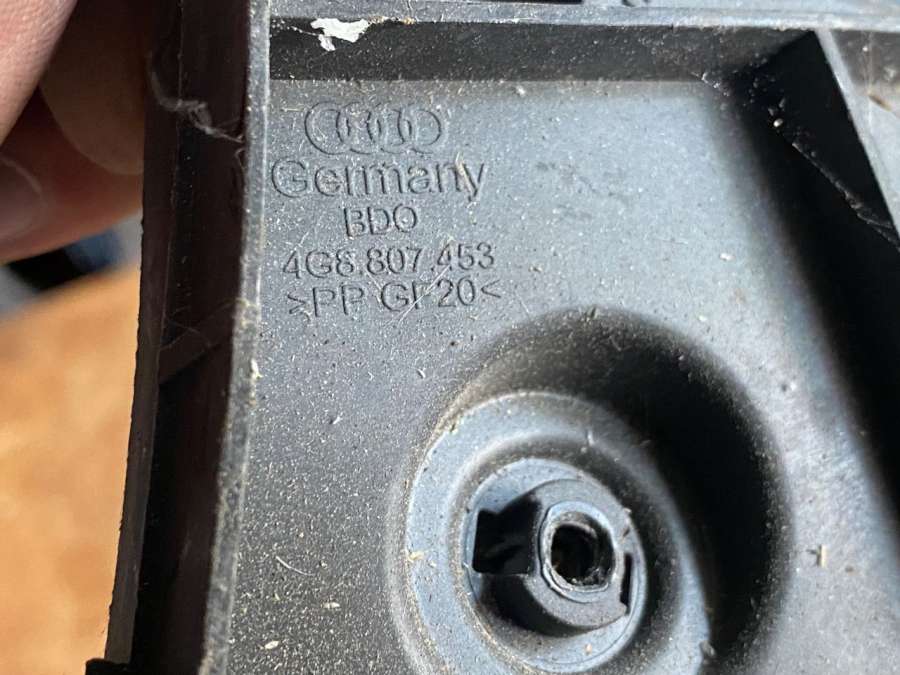 Germany
BDO
4G8.807.453
>PP GF20<